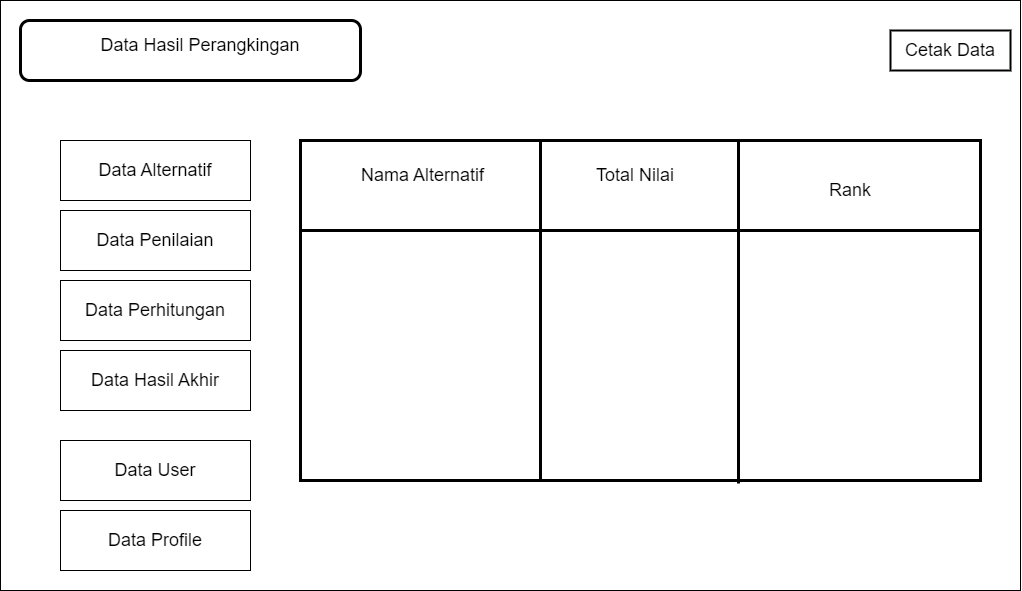 Data Hasil Perangkingan
Cetak Data
Data Alternatif
Data Penilaian
Data Perhitungan
Data Hasil Akhir
Data User
Data Profile
Nama Alternatif
Total Nilai
Rank